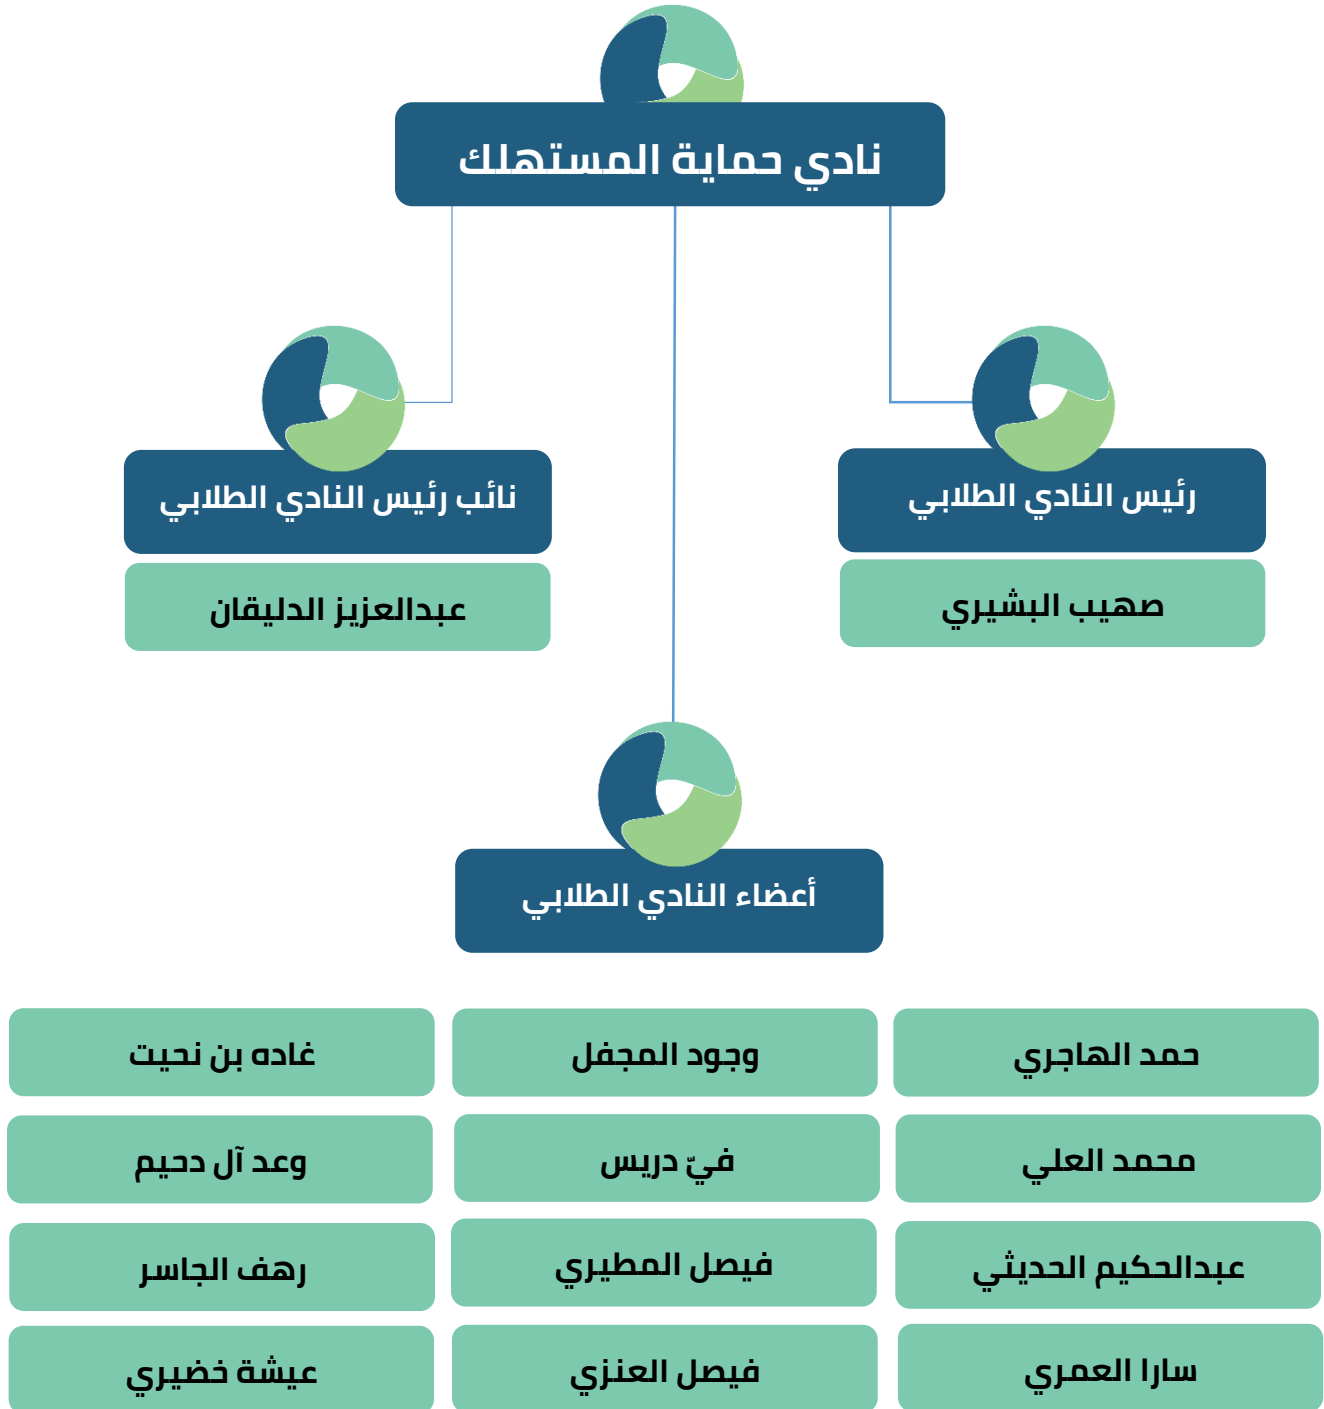 نادي حماية المستهلك
رئيس النادي الطلابي
صهيب البشيري
نائب رئيس النادي الطلابي
عبدالعزيز الدليقان
أعضاء النادي الطلابي
حمد الهاجري
وجود المجفل
غاده بن نحيت
محمد العلي
فيّ دريس
وعد آل دحيم
عبدالحكيم الحديثي
فيصل المطيري
رهف الجاسر
سارا العمري
فيصل العنزي
عيشة خضيري